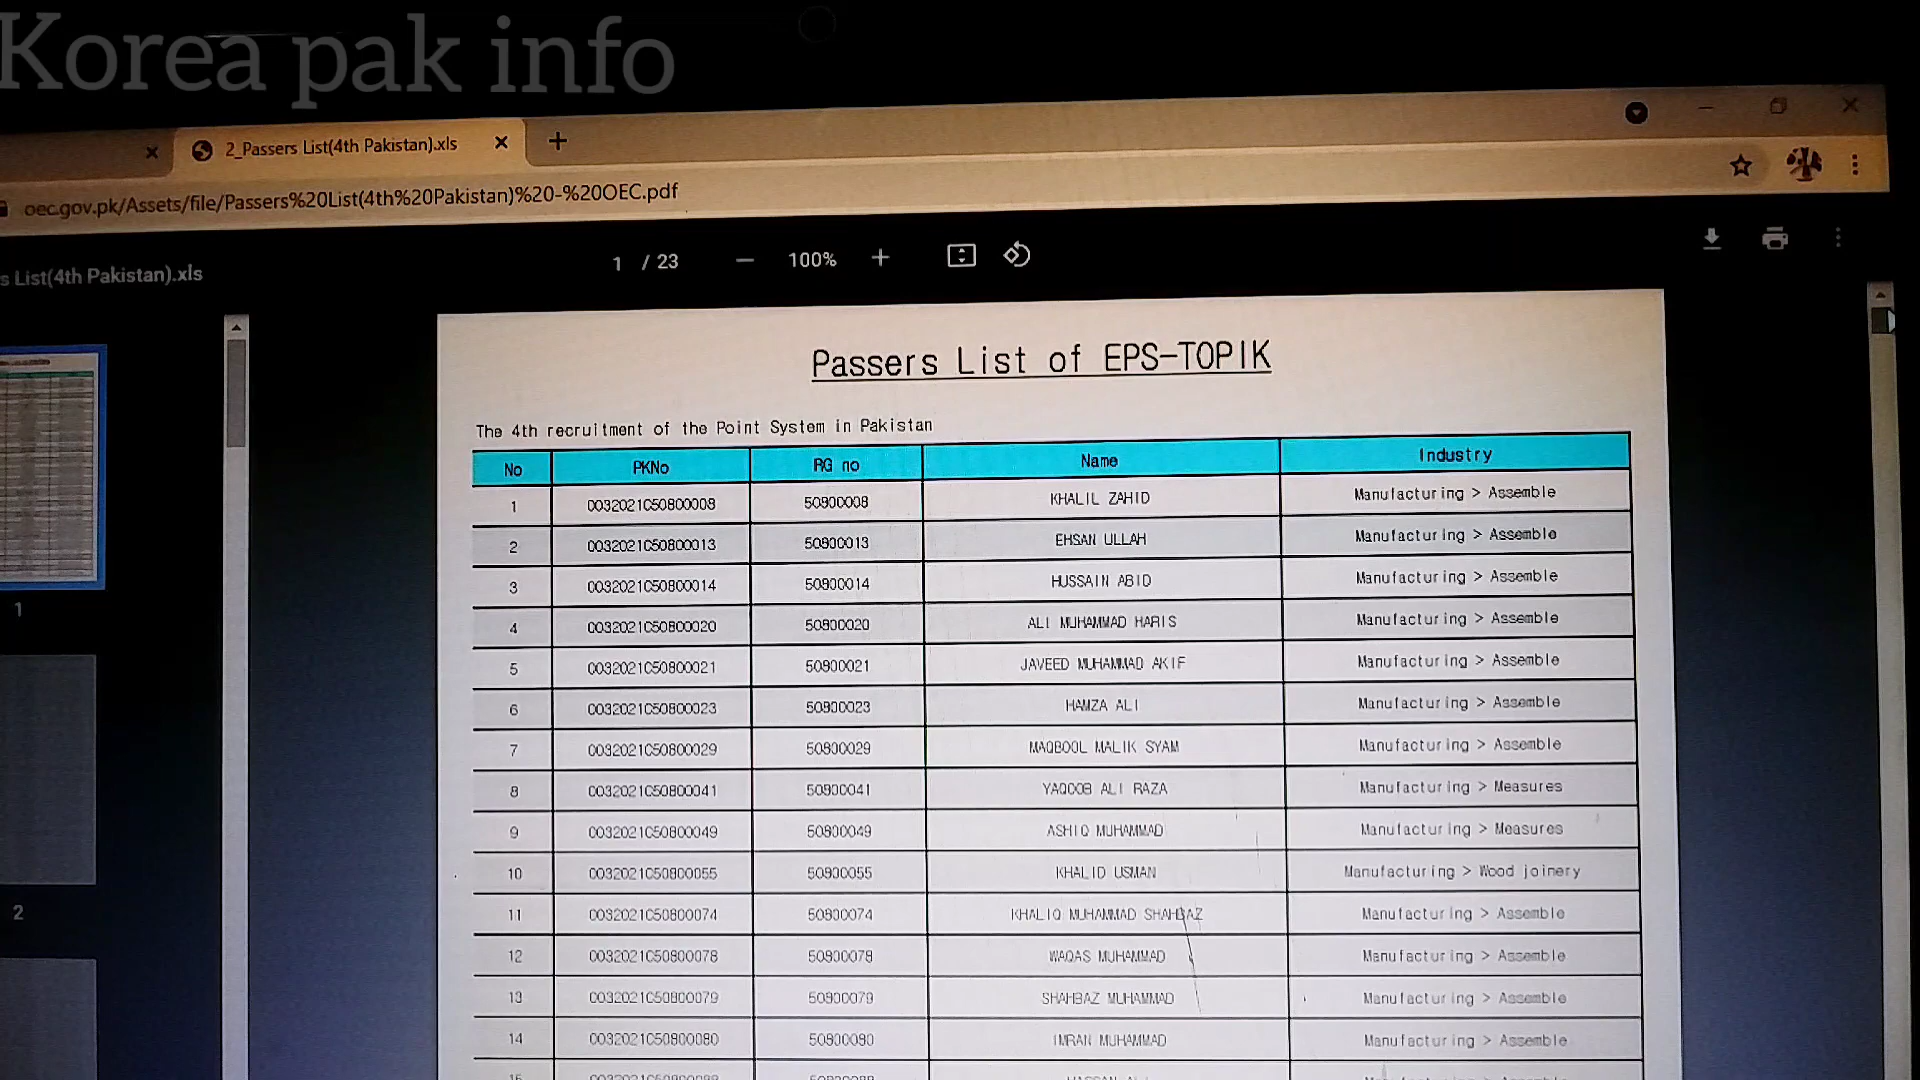 Korea pak info
2_Passers List(4th Pakistan).xls
oec.gov.pk/Assets/file/Passers%20List(4th%20Pakistan)%20-%20OEC.pdf
s List(4th Pakistan).xls
1 / 23
100%
Passers List of EPS-TOPIK
The 4th recruitment of the Point System in Pakistan
No PKNo RG no Name Industry
1 0032021C50800008 50800008 KHALIL ZAHID Manufacturing > Assemble
2 0032021C50800013 50800013 EHSAN ULLAH Manufacturing > Assemble
3 0032021C50800014 50800014 HUSSAIN ABID Manufacturing > Assemble
4 0032021C50800020 50800020 ALI MUHAMMAD HARIS Manufacturing > Assemble
5 0032021C50800021 50800021 JAVEED MUHAMMAD AKIF Manufacturing > Assemble
6 0032021C50800023 50800023 HAMZA ALI Manufacturing > Assemble
7 0032021C50800029 50800029 MAQBOOL MALIK SYAM Manufacturing > Assemble
8 0032021C50800041 50800041 YAQOOB ALI RAZA Manufacturing > Measures
9 0032021C50800049 50800049 ASHIQ MUHAMMAD Manufacturing > Measures
10 0032021C50800055 50800055 KHALID USMAN Manufacturing > Wood joinery
11 0032021C50800074 50800074 KHALIQ MUHAMMAD SHAHBAZ Manufacturing > Assemble
12 0032021C50800078 50800078 WAQAS MUHAMMAD Manufacturing > Assemble
13 0032021C50800079 50800079 SHAHBAZ MUHAMMAD Manufacturing > Assemble
14 0032021C50800080 50800080 IMRAN MUHAMMAD Manufacturing > Assemble
1
2